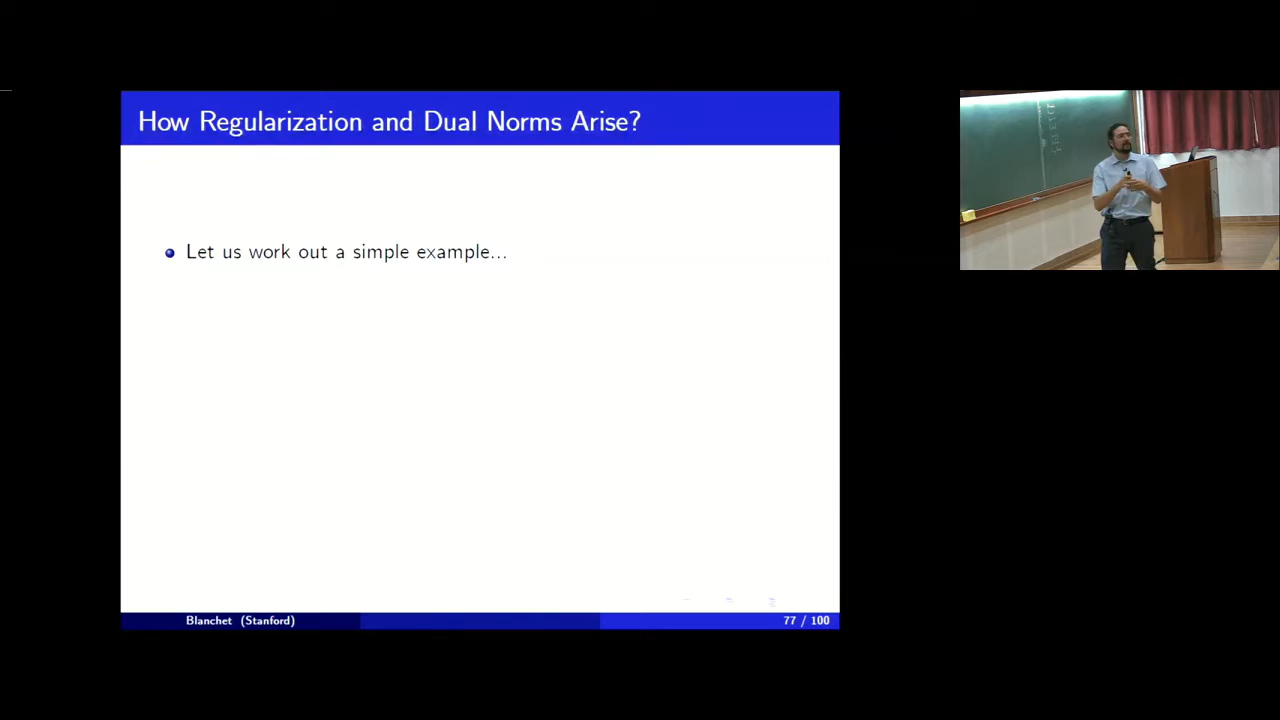 How Regularization and Dual Norms Arise?
Let us work out a simple example...
Blanchet (Stanford)
77 / 100